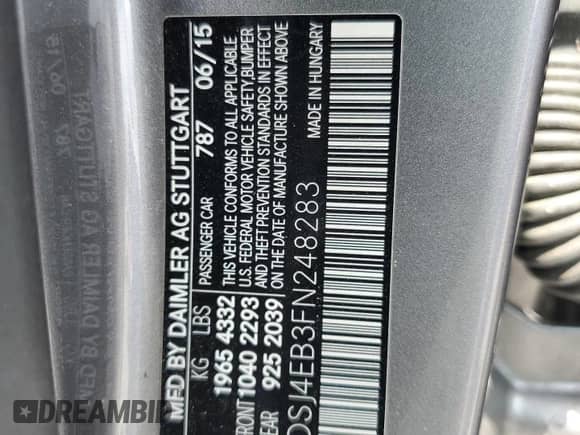 MFD BY DAIMLER AG STUTTGART
PASSENGER CAR 787 06/15
KG LBS
1965 4332
FRONT 1040 2293
REAR 925 2039
THIS VEHICLE CONFORMS TO ALL APPLICABLE
U.S. FEDERAL MOTOR VEHICLE SAFETY,BUMPER
AND THEFT PREVENTION STANDARDS IN EFFECT
ON THE DATE OF MANUFACTURE SHOWN ABOVE
MADE IN HUNGARY
DSJ4EB3FN248283
DREAMBID